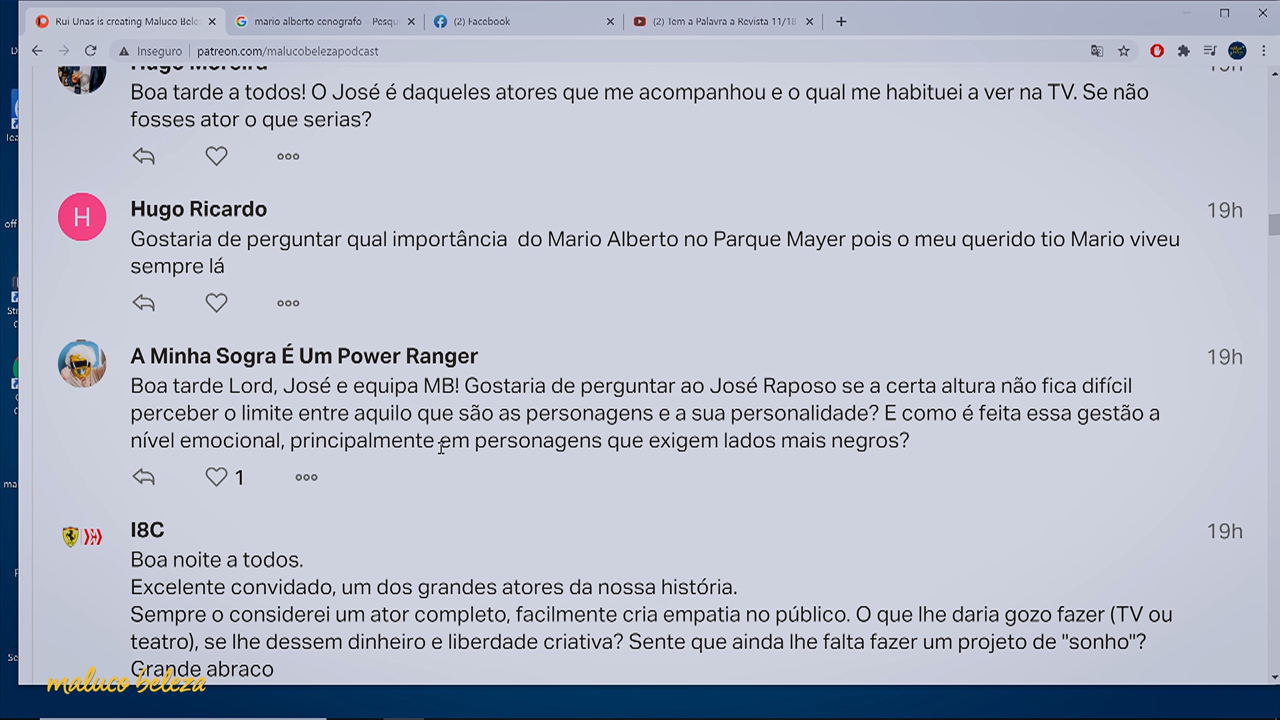 Rui Unas is creating Maluco Bele
mario alberto cenografo - Pesqu
(2) Facebook
(2) Tem a Palavra a Revista 11/18
Inseguro
patreon.com/malucobelezapodcast
Hugo Moreira
19h
Boa tarde a todos! O José é daqueles atores que me acompanhou e o qual me habituei a ver na TV. Se não
fosses ator o que serias?
H
Hugo Ricardo
19h
Gostaria de perguntar qual importância do Mario Alberto no Parque Mayer pois o meu querido tio Mario viveu
sempre lá
A Minha Sogra É Um Power Ranger
19h
Boa tarde Lord, José e equipa MB! Gostaria de perguntar ao José Raposo se a certa altura não fica difícil
perceber o limite entre aquilo que são as personagens e a sua personalidade? E como é feita essa gestão a
nível emocional, principalmente em personagens que exigem lados mais negros?
1
I8C
19h
Boa noite a todos.
Excelente convidado, um dos grandes atores da nossa história.
Sempre o considerei um ator completo, facilmente cria empatia no público. O que lhe daria gozo fazer (TV ou
teatro), se lhe dessem dinheiro e liberdade criativa? Sente que ainda lhe falta fazer um projeto de "sonho"?
Grande abraco
maluco beleza